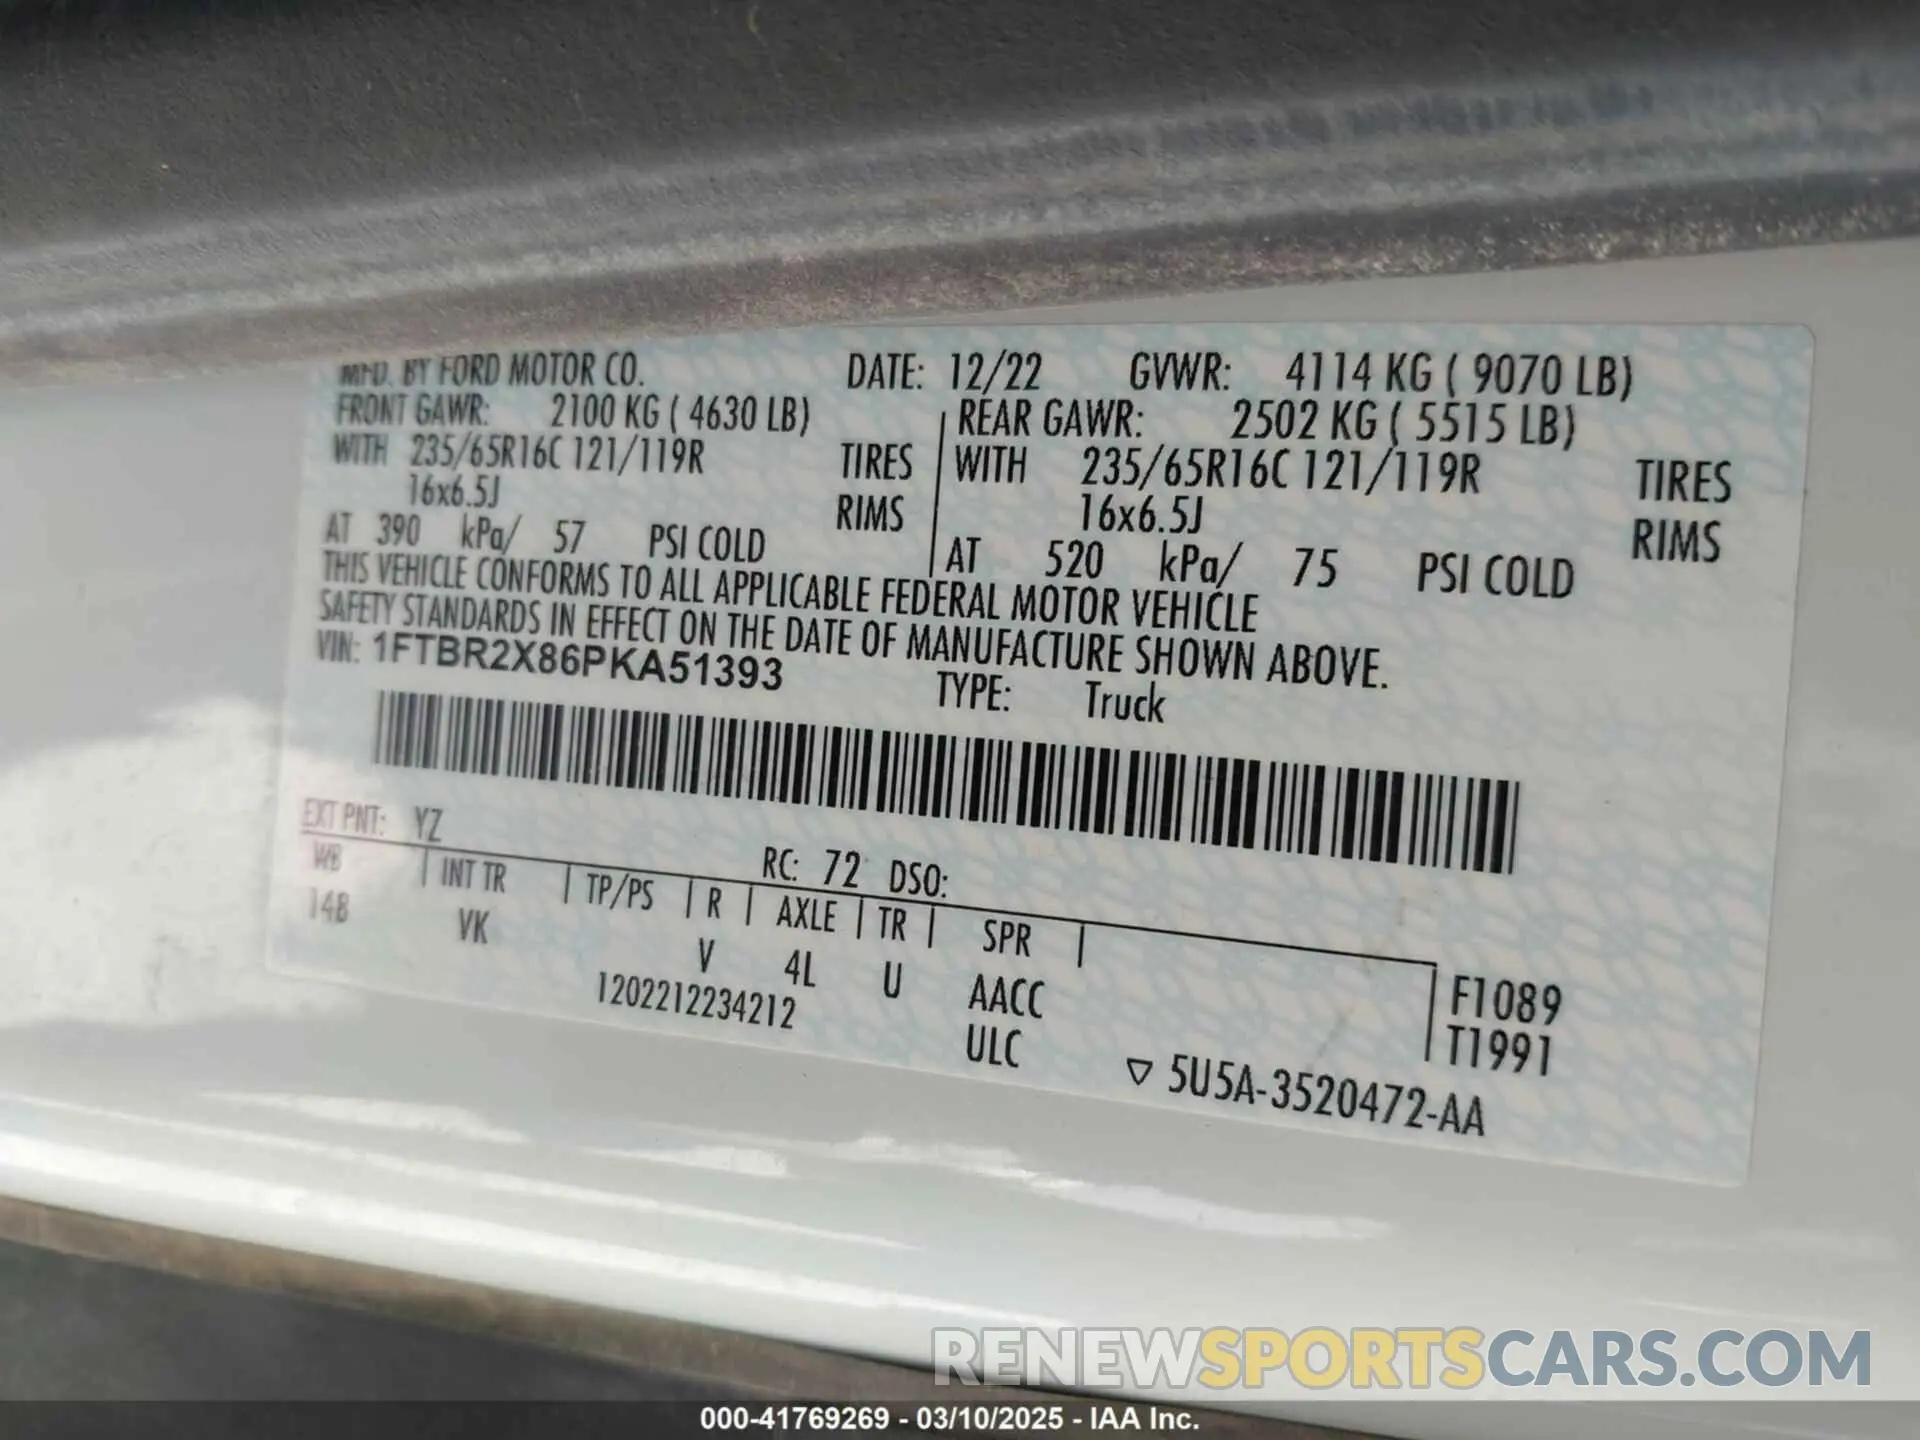 MFD. BY FORD MOTOR CO. DATE: 12/22 GVWR: 4114 KG ( 9070 LB)
FRONT GAWR: 2100 KG ( 4630 LB) REAR GAWR: 2502 KG ( 5515 LB)
WITH 235/65R16C 121/119R TIRES WITH 235/65R16C 121/119R TIRES
16x6.5J RIMS 16x6.5J RIMS
AT 390 kPa/ 57 PSI COLD AT 520 kPa/ 75 PSI COLD
THIS VEHICLE CONFORMS TO ALL APPLICABLE FEDERAL MOTOR VEHICLE
SAFETY STANDARDS IN EFFECT ON THE DATE OF MANUFACTURE SHOWN ABOVE.
VIN: 1FTBR2X86PKA51393 TYPE: Truck
EXT PNT: YZ RC: 72 DSO:
WB INT TR TP/PS R AXLE TR SPR
148 VK V 4L U AACC F1089
1202212234212 ULC T1991
▽ 5U5A-3520472-AA
RENEWSPORTSCARS.COM
000-41769269 - 03/10/2025 - IAA Inc.